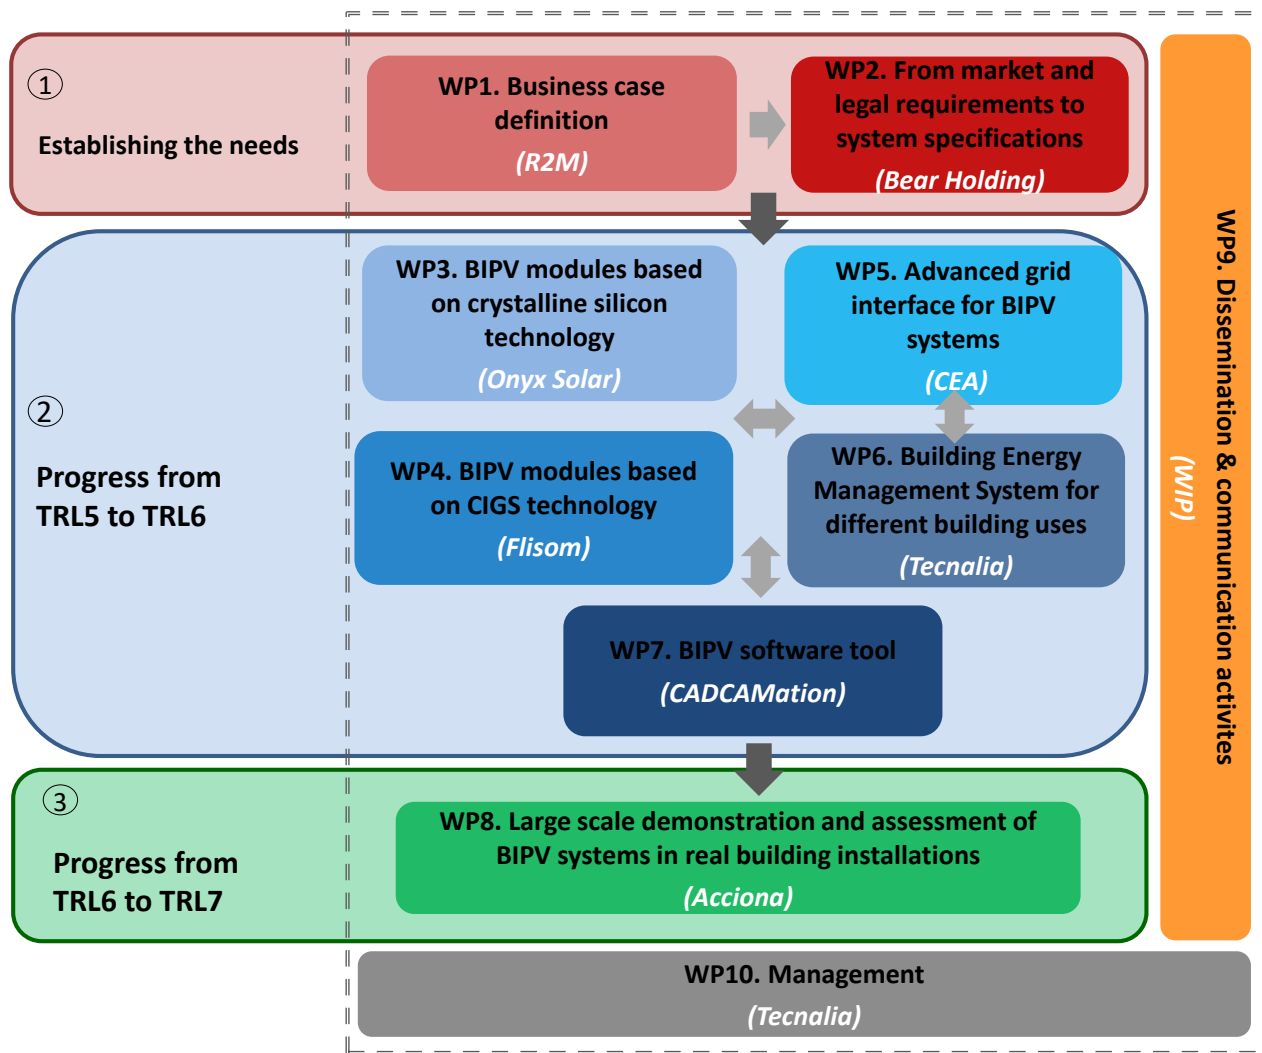 ①
Establishing the needs
WP1. Business case
definition
(R2M)
WP2. From market and
legal requirements to
system specifications
(Bear Holding)
②
Progress from
TRL5 to TRL6
WP3. BIPV modules based
on crystalline silicon
technology
(Onyx Solar)
WP5. Advanced grid
interface for BIPV
systems
(CEA)
WP4. BIPV modules based
on CIGS technology
(Flisom)
WP6. Building Energy
Management System for
different building uses
(Tecnalia)
WP7. BIPV software tool
(CADCAMation)
③
Progress from
TRL6 to TRL7
WP8. Large scale demonstration and assessment of
BIPV systems in real building installations
(Acciona)
WP9. Dissemination & communication activites
(WIP)
WP10. Management
(Tecnalia)